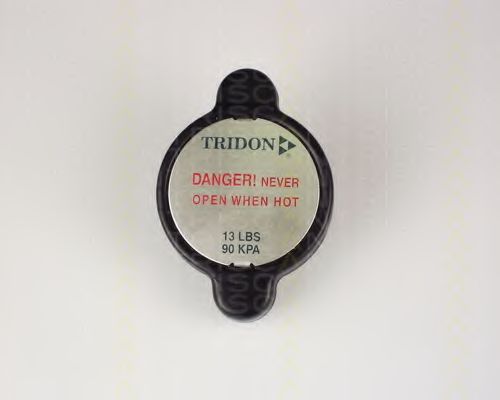 TRIDON
DANGER! NEVER
OPEN WHEN HOT
13 LBS
90 KPA